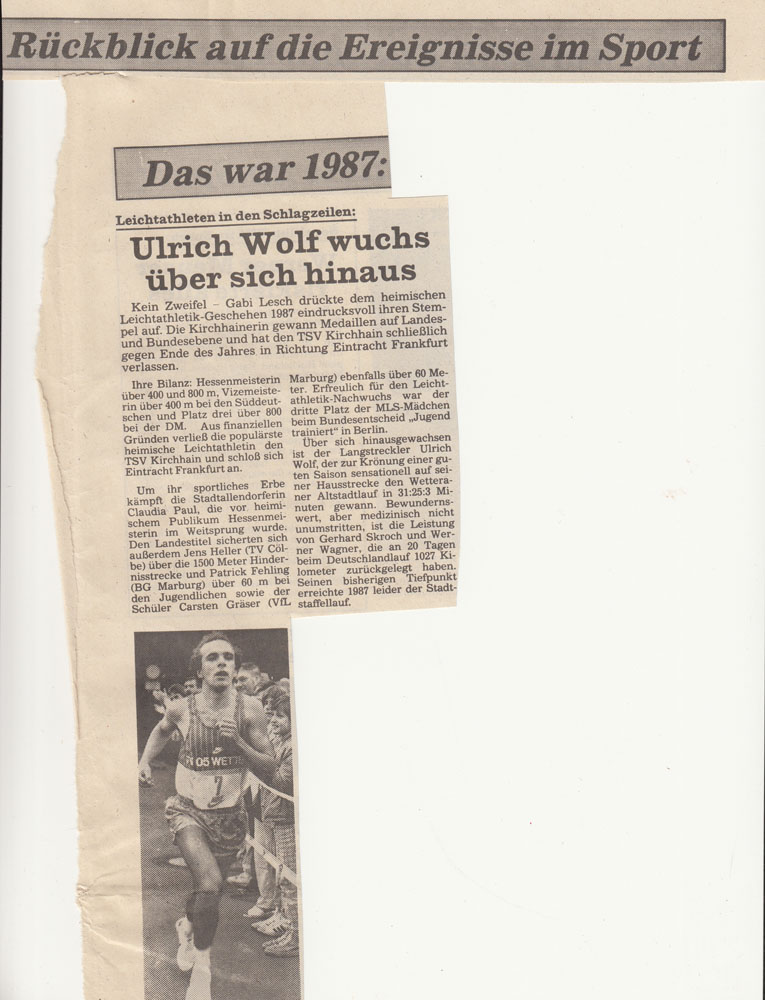 Rückblick auf die Ereignisse im Sport
Das war 1987:
Leichtathleten in den Schlagzeilen:
Ulrich Wolf wuchs
über sich hinaus
Kein Zweifel – Gabi Lesch drückte dem heimischen
Leichtathletik-Geschehen 1987 eindrucksvoll ihren Stem-
pel auf. Die Kirchhainerin gewann Medaillen auf Landes-
und Bundesebene und hat den TSV Kirchhain schließlich
gegen Ende des Jahres in Richtung Eintracht Frankfurt
verlassen.
Ihre Bilanz: Hessenmeisterin
über 400 und 800 m, Vizemeiste-
rin über 400 m bei den Süddeut-
schen und Platz drei über 800
bei der DM. Aus finanziellen
Gründen verließ die populärste
heimische Leichtathletin den
TSV Kirchhain und schloß sich
Eintracht Frankfurt an.
Um ihr sportliches Erbe
kämpft die Stadtallendorferin
Claudia Paul, die vor heimi-
schem Publikum Hessenmei-
sterin im Weitsprung wurde.
Den Landestitel sicherten sich
außerdem Jens Heller (TV Cöl-
be) über die 1500 Meter Hinder-
nisstrecke und Patrick Fehling
(BG Marburg) über 60 m bei
den Jugendlichen sowie der
Schüler Carsten Gräser (VfL
Marburg) ebenfalls über 60 Me-
ter. Erfreulich für den Leicht-
athletik-Nachwuchs war der
dritte Platz der MLS-Mädchen
beim Bundesentscheid „Jugend
trainiert“ in Berlin.
Über sich hinausgewachsen
ist der Langstreckler Ulrich
Wolf, der zur Krönung einer gu-
ten Saison sensationell auf sei-
ner Hausstrecke den Wettera-
ner Altstadtlauf in 31:25:3 Mi-
nuten gewann. Bewunderns-
wert, aber medizinisch nicht
unumstritten, ist die Leistung
von Gerhard Skroch und Wer-
ner Wagner, die an 20 Tagen
beim Deutschlandlauf 1027 Ki-
lometer zurückgelegt haben.
Seinen bisherigen Tiefpunkt
erreichte 1987 leider der Stadt-
staffellauf.
05 WETT
7